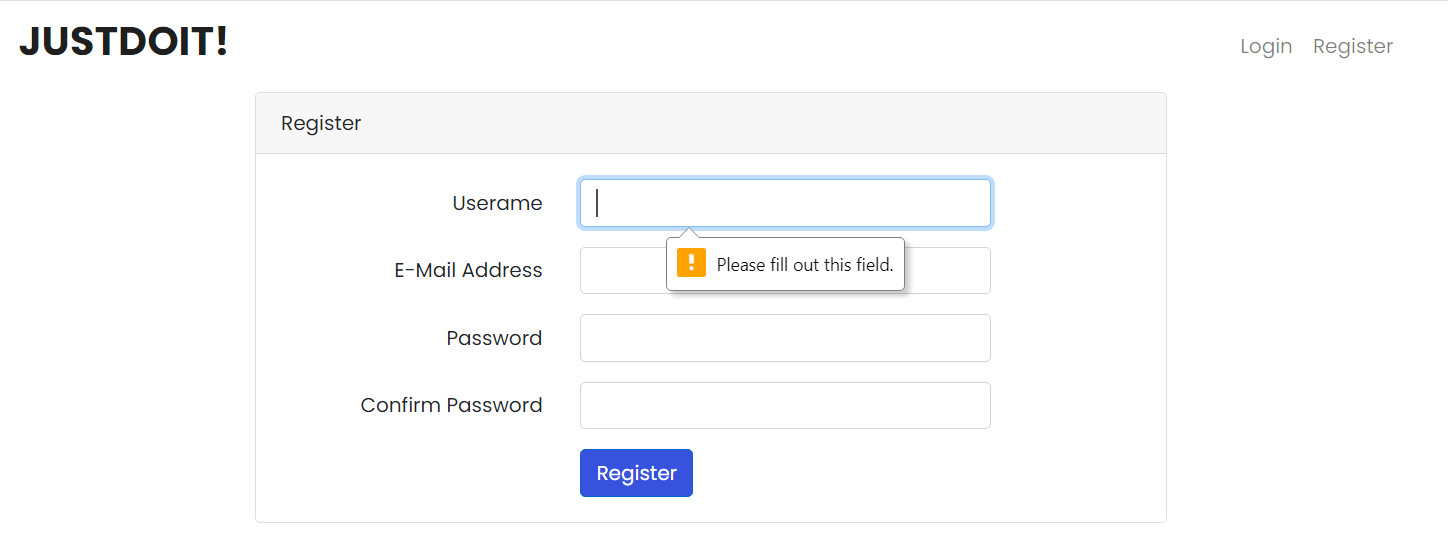 JUSTDOIT!
Login Register
Register
Userame
Please fill out this field.
E-Mail Address
Password
Confirm Password
Register